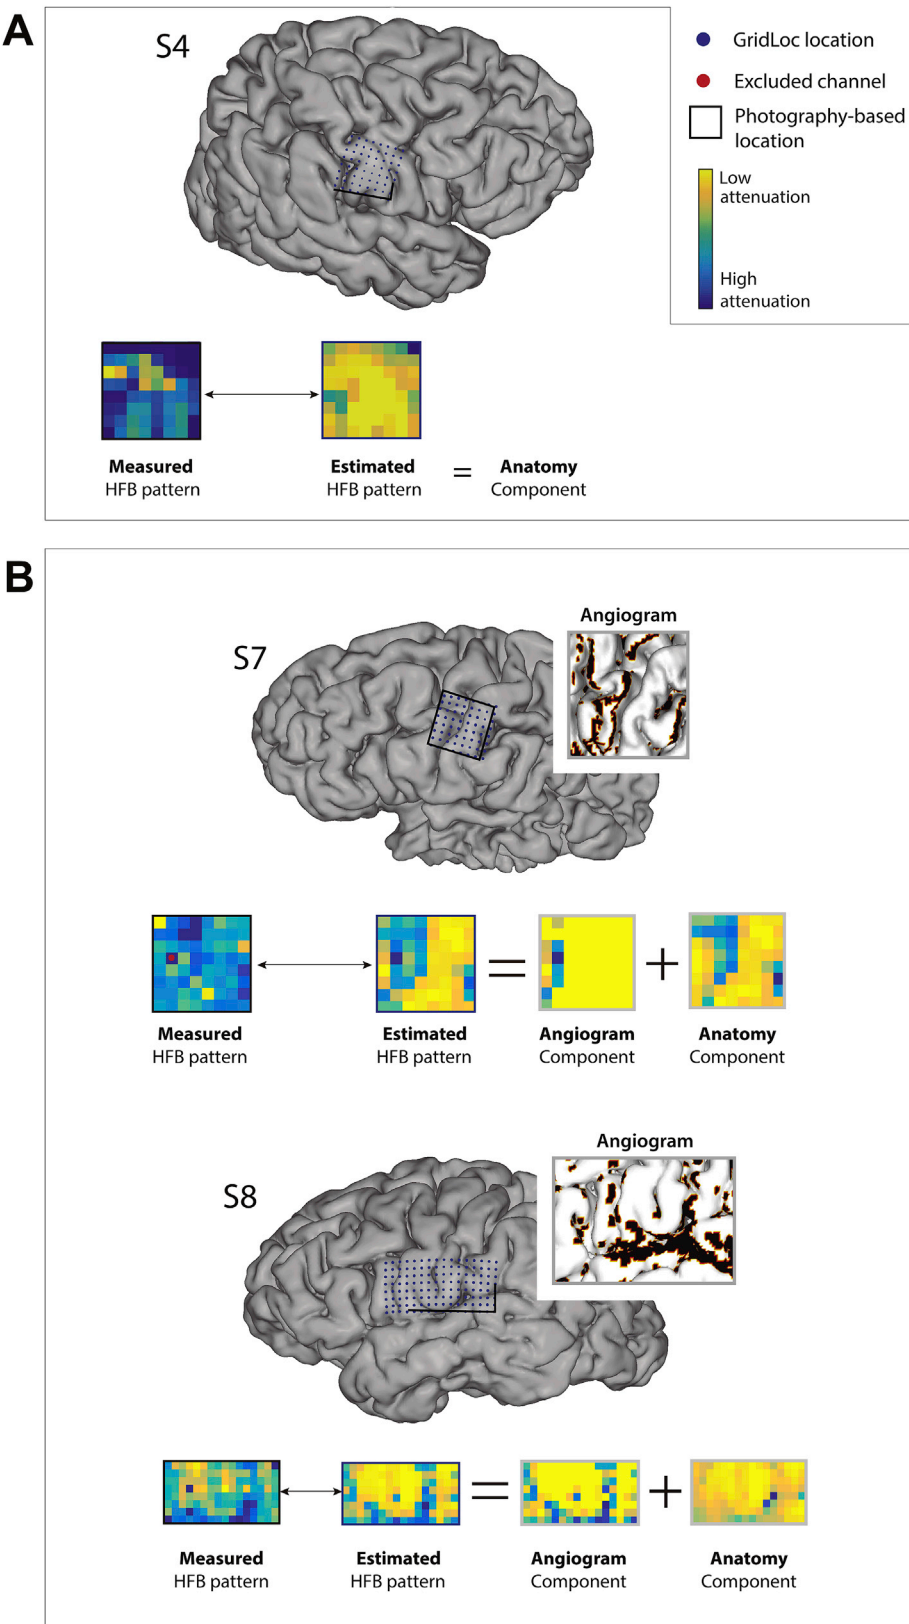 A
S4
GridLoc location
Excluded channel
Photography-based
location
Low
attenuation
High
attenuation
Measured
HFB pattern
Estimated
HFB pattern
=
Anatomy
Component
B
S7
Angiogram
=
+
Measured
HFB pattern
Estimated
HFB pattern
Angiogram
Component
Anatomy
Component
S8
Angiogram
=
+
Measured
HFB pattern
Estimated
HFB pattern
Angiogram
Component
Anatomy
Component